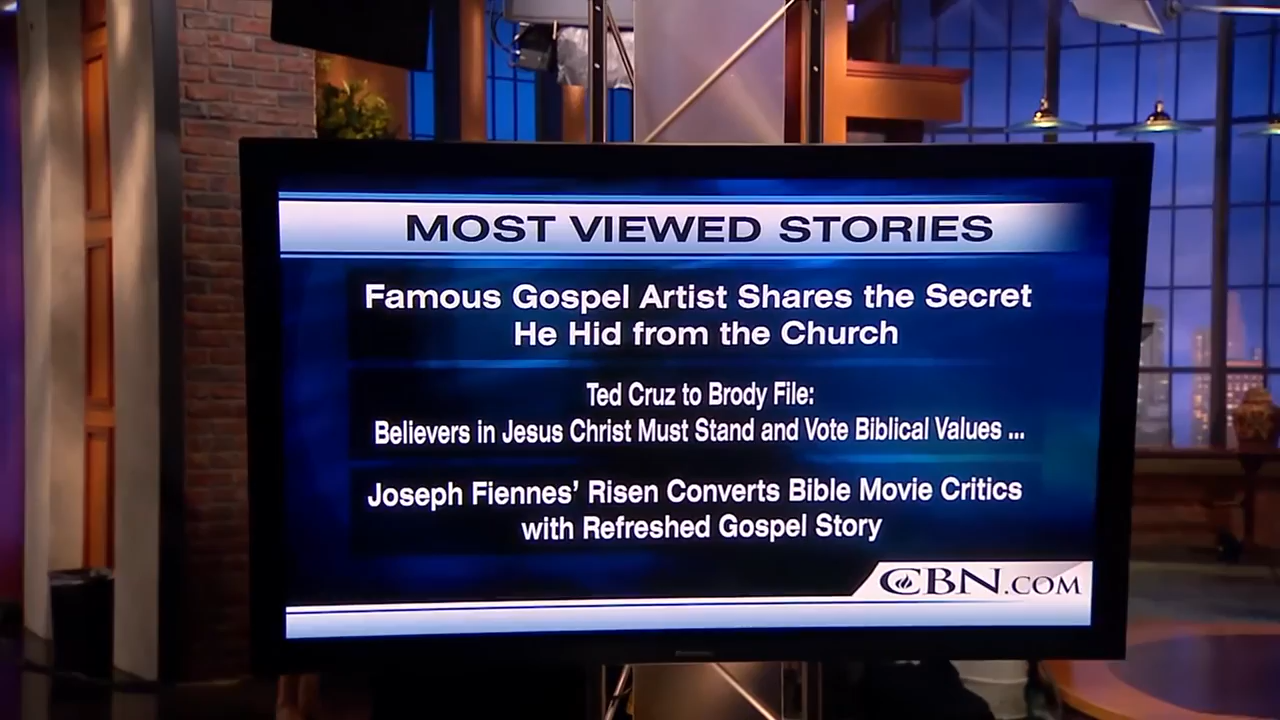 MOST VIEWED STORIES
Famous Gospel Artist Shares the Secret
He Hid from the Church
Ted Cruz to Brody File:
Believers in Jesus Christ Must Stand and Vote Biblical Values ...
Joseph Fiennes’ Risen Converts Bible Movie Critics
with Refreshed Gospel Story
CBN.COM